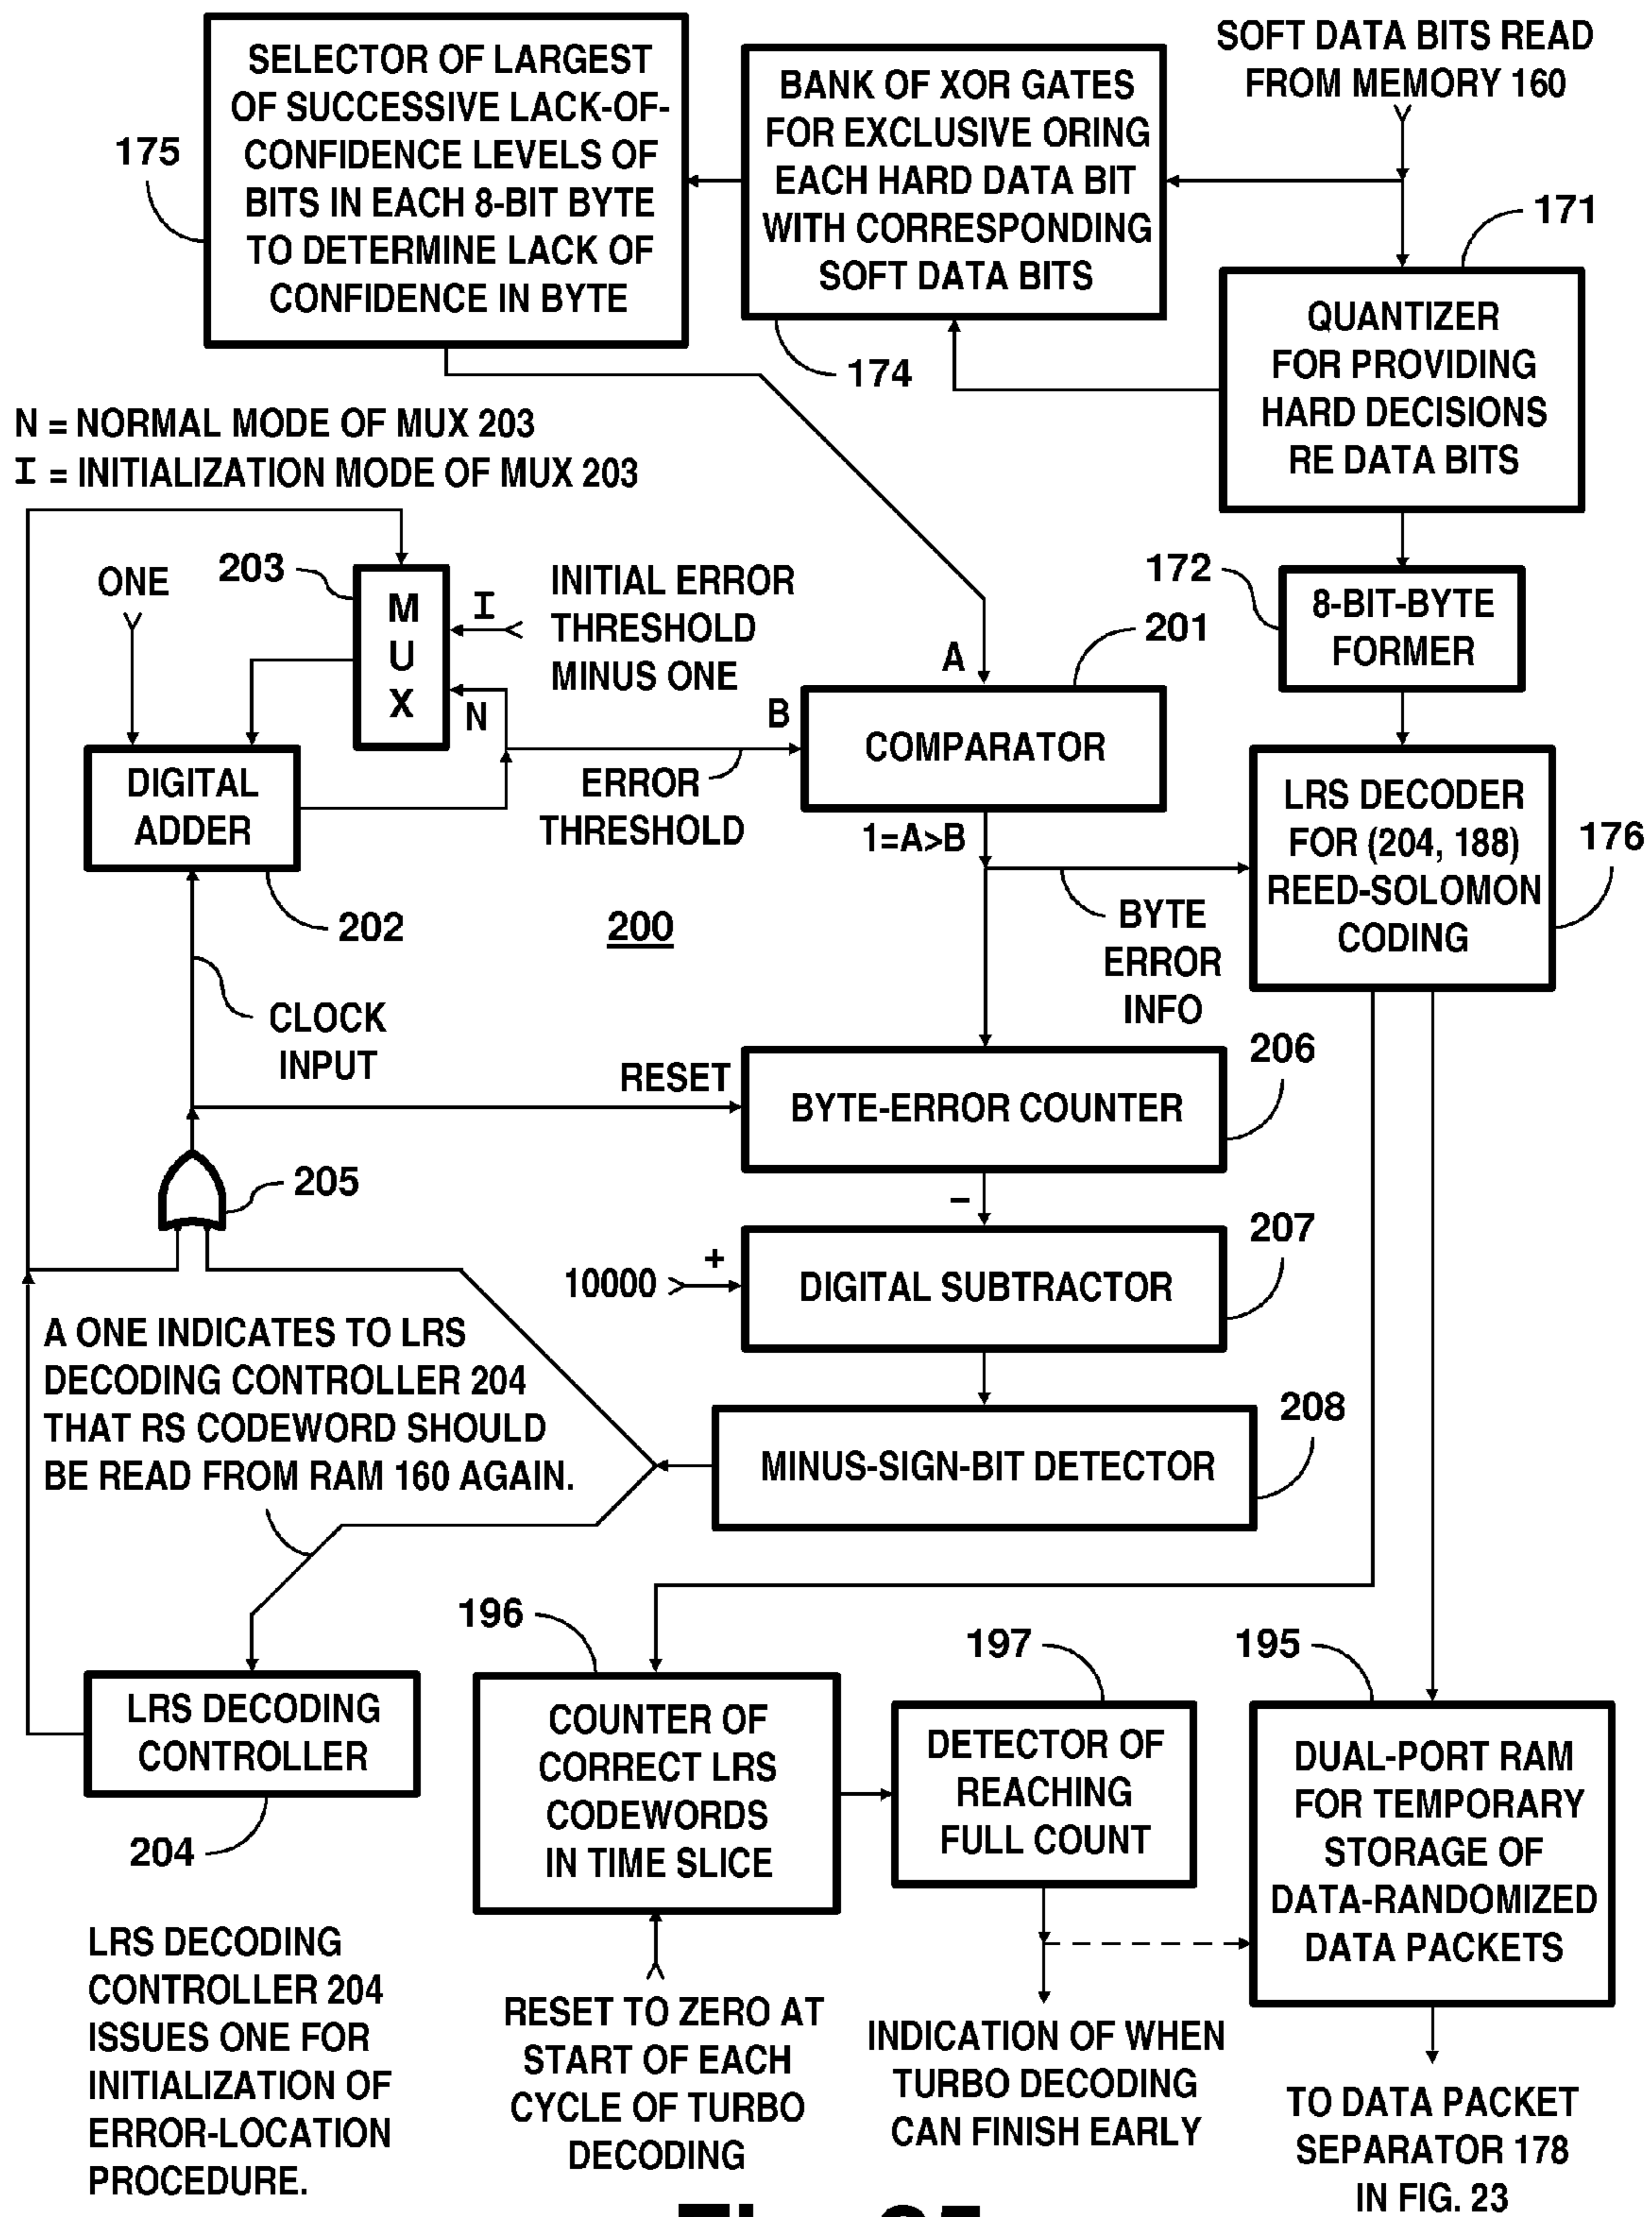 SELECTOR OF LARGEST
OF SUCCESSIVE LACK-OF-
CONFIDENCE LEVELS OF
BITS IN EACH 8-BIT BYTE
TO DETERMINE LACK OF
CONFIDENCE IN BYTE
175
BANK OF XOR GATES
FOR EXCLUSIVE ORING
EACH HARD DATA BIT
WITH CORRESPONDING
SOFT DATA BITS
174
SOFT DATA BITS READ
FROM MEMORY 160
171
QUANTIZER
FOR PROVIDING
HARD DECISIONS
RE DATA BITS
N = NORMAL MODE OF MUX 203
I = INITIALIZATION MODE OF MUX 203
ONE
203
MUX
I
INITIAL ERROR
THRESHOLD
MINUS ONE
N
172
8-BIT-BYTE
FORMER
A
201
B
COMPARATOR
ERROR
THRESHOLD
1=A>B
DIGITAL
ADDER
202
200
LRS DECODER
FOR (204, 188)
REED-SOLOMON
CODING
176
BYTE
ERROR
INFO
CLOCK
INPUT
RESET
206
BYTE-ERROR COUNTER
205
−
207
+
10000
DIGITAL SUBTRACTOR
A ONE INDICATES TO LRS
DECODING CONTROLLER 204
THAT RS CODEWORD SHOULD
BE READ FROM RAM 160 AGAIN.
208
MINUS-SIGN-BIT DETECTOR
LRS DECODING
CONTROLLER
204
196
COUNTER OF
CORRECT LRS
CODEWORDS
IN TIME SLICE
197
DETECTOR OF
REACHING
FULL COUNT
195
DUAL-PORT RAM
FOR TEMPORARY
STORAGE OF
DATA-RANDOMIZED
DATA PACKETS
LRS DECODING
CONTROLLER 204
ISSUES ONE FOR
INITIALIZATION OF
ERROR-LOCATION
PROCEDURE.
RESET TO ZERO AT
START OF EACH
CYCLE OF TURBO
DECODING
INDICATION OF WHEN
TURBO DECODING
CAN FINISH EARLY
TO DATA PACKET
SEPARATOR 178
IN FIG. 23